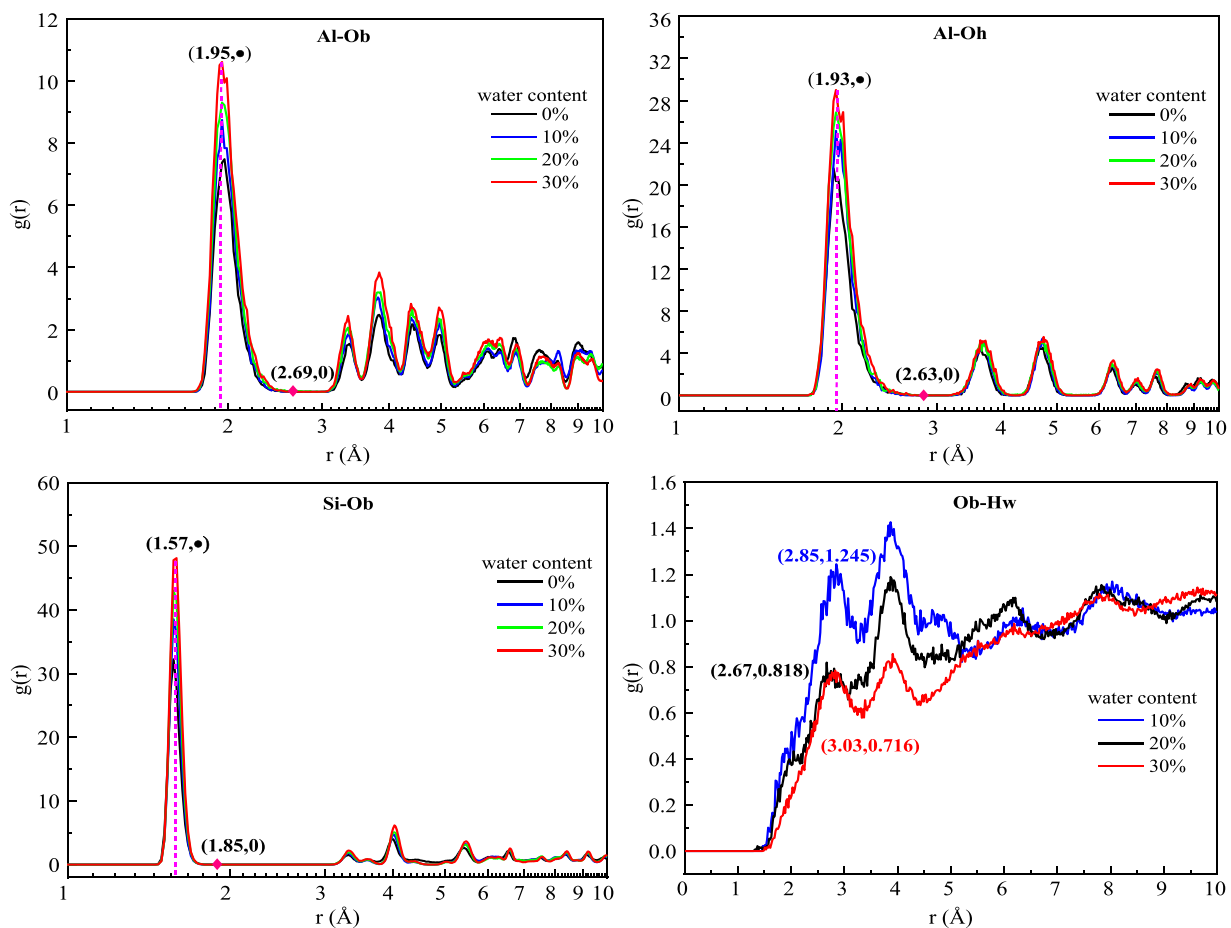 Al-Ob
(1.95,●)
water content
0%
10%
20%
30%
(2.69,0)
g(r)
12
10
8
6
4
2
0
1 2 3 4 5 6 7 8 9 10
r (Å)
Al-Oh
(1.93,●)
water content
0%
10%
20%
30%
(2.63,0)
g(r)
36
32
28
24
20
16
12
8
4
0
1 2 3 4 5 6 7 8 9 10
r (Å)
Si-Ob
(1.57,●)
water content
0%
10%
20%
30%
(1.85,0)
g(r)
60
50
40
30
20
10
0
1 2 3 4 5 6 7 8 9 10
r (Å)
Ob-Hw
(2.85,1.245)
(2.67,0.818)
(3.03,0.716)
water content
10%
20%
30%
g(r)
1.6
1.4
1.2
1.0
0.8
0.6
0.4
0.2
0.0
0 1 2 3 4 5 6 7 8 9 10
r (Å)